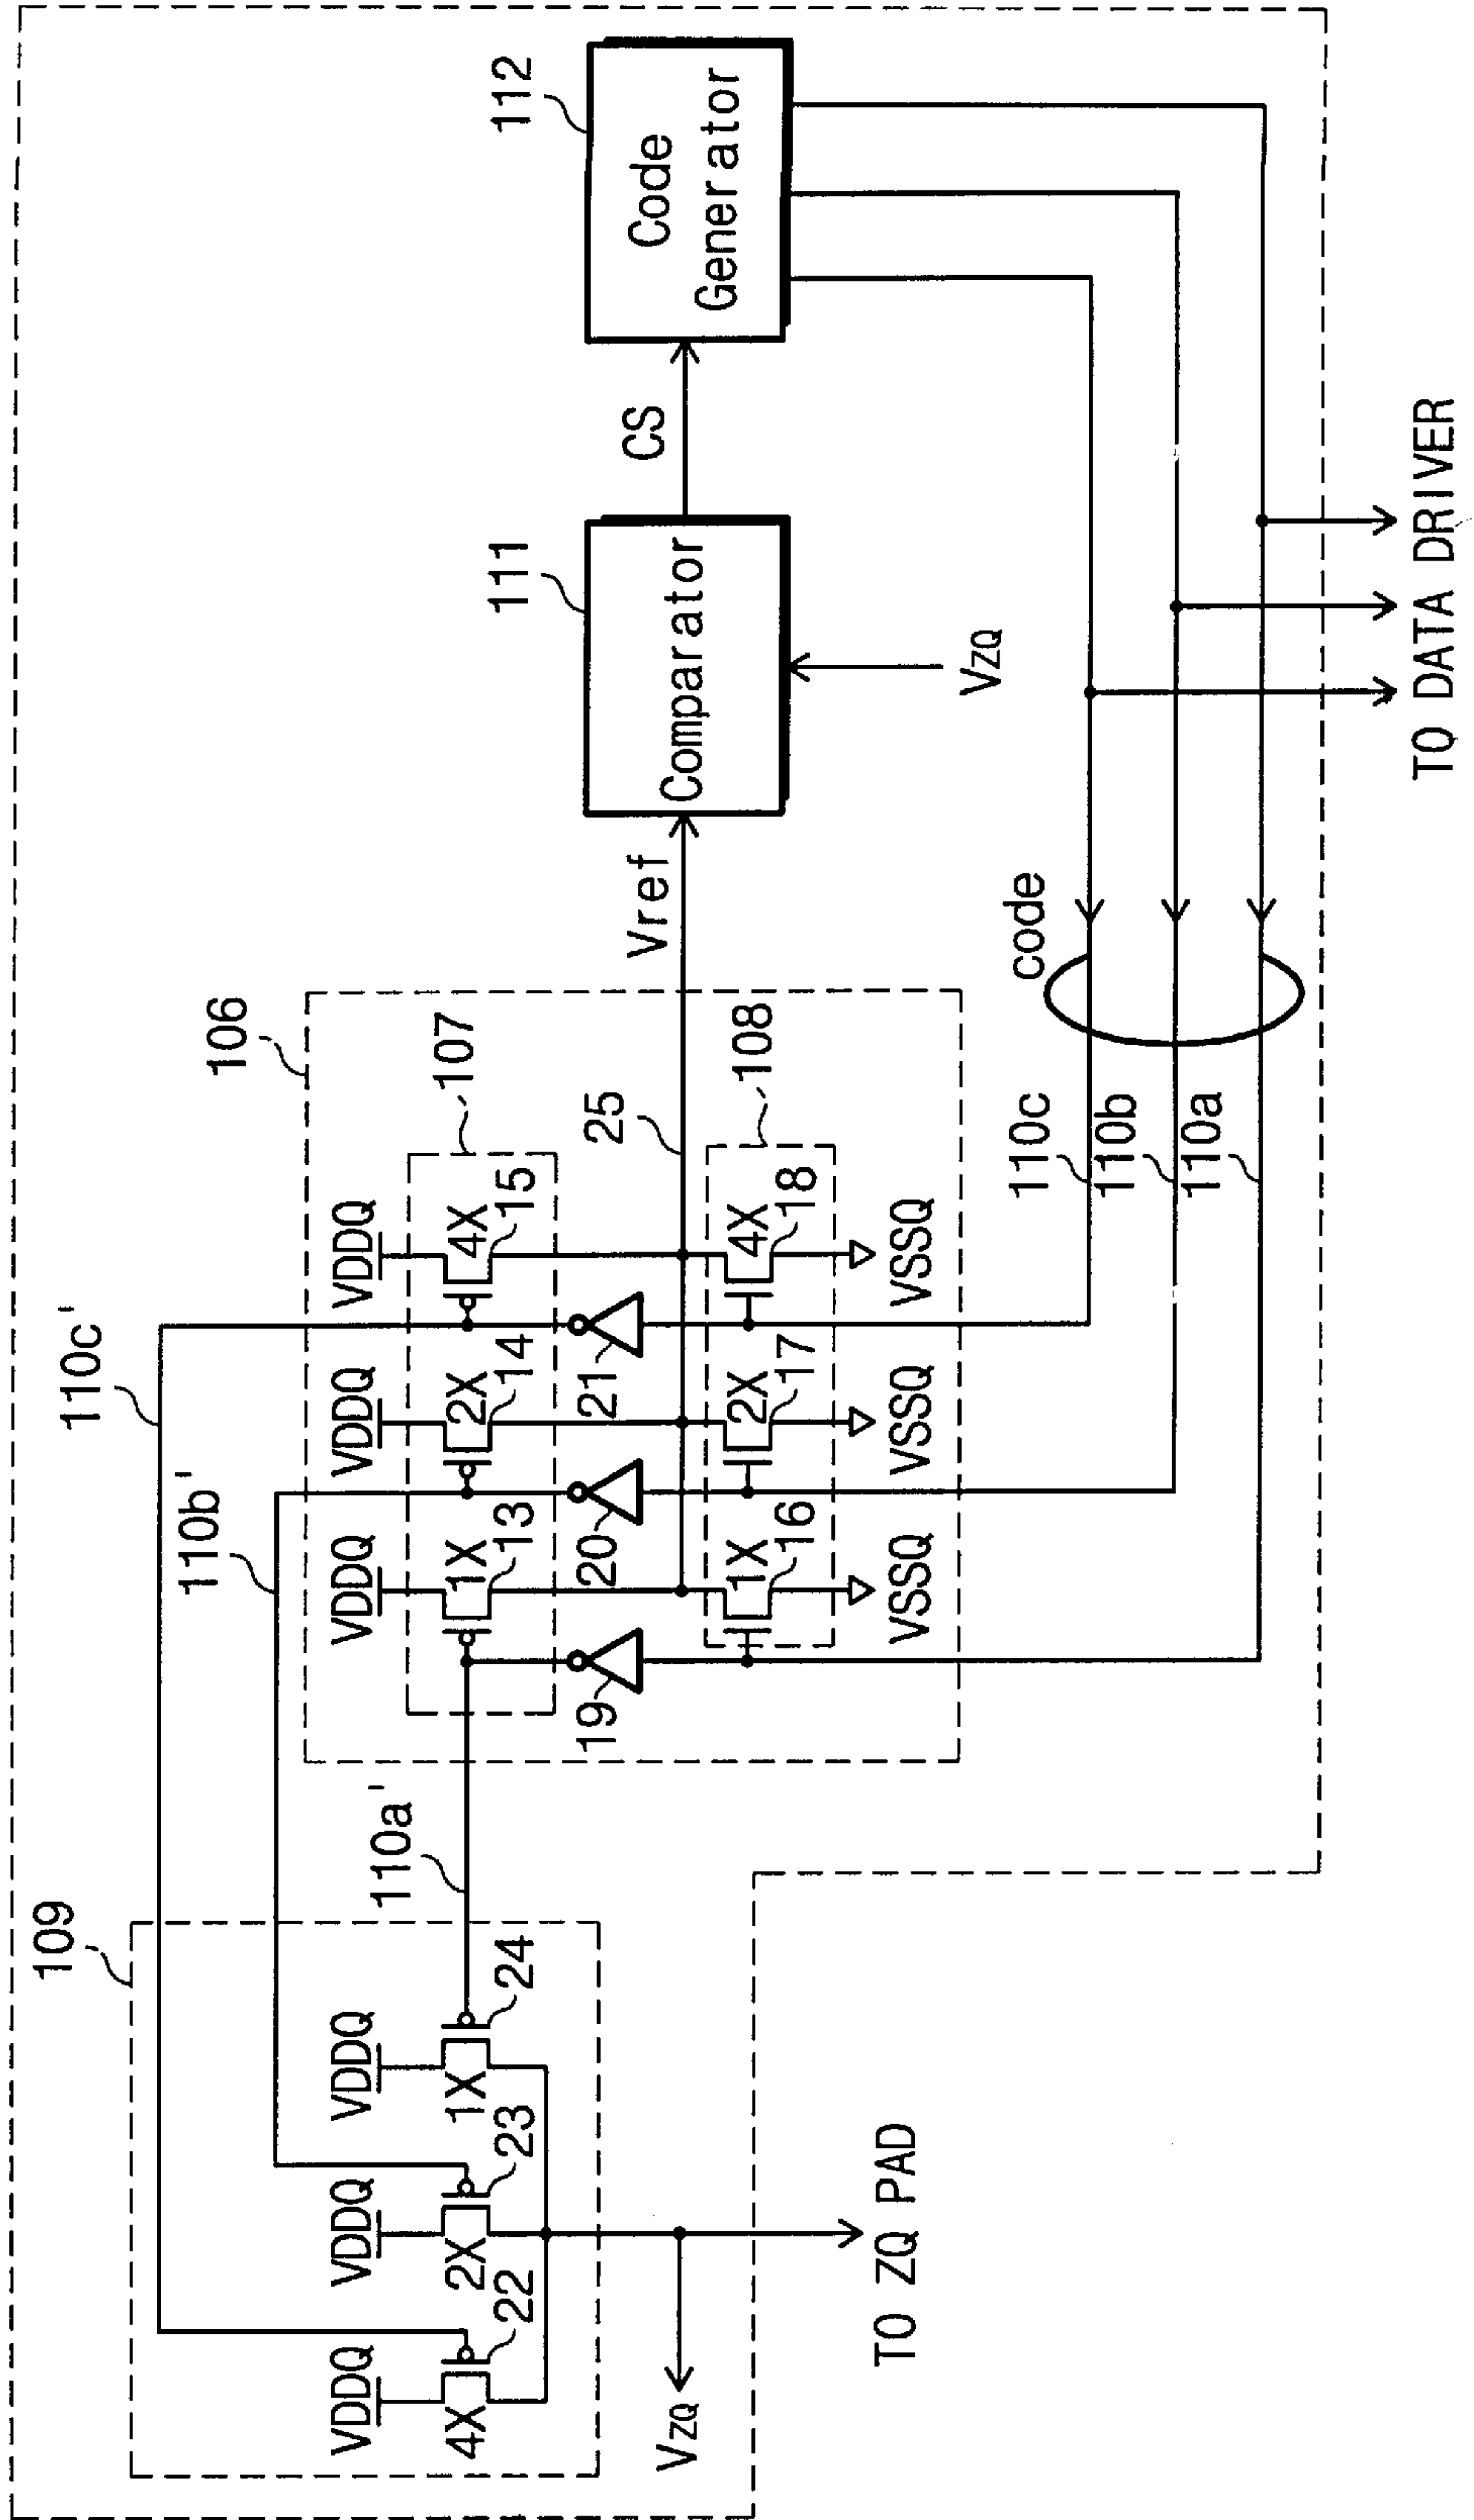 109
VDDQ
VDDQ
VDDQ
4X
22
2X
23
1X
24
VZQ
TO ZQ PAD
110c'
110b'
110a'
106
107
VDDQ
VDDQ
VDDQ
1X
13
2X
14
4X
15
19
20
21
25
108
1X
16
2X
17
4X
18
VSSQ
VSSQ
VSSQ
110c
110b
110a
code
Vref
111
Comparator
VZQ
CS
112
Code
Generator
TO DATA DRIVER